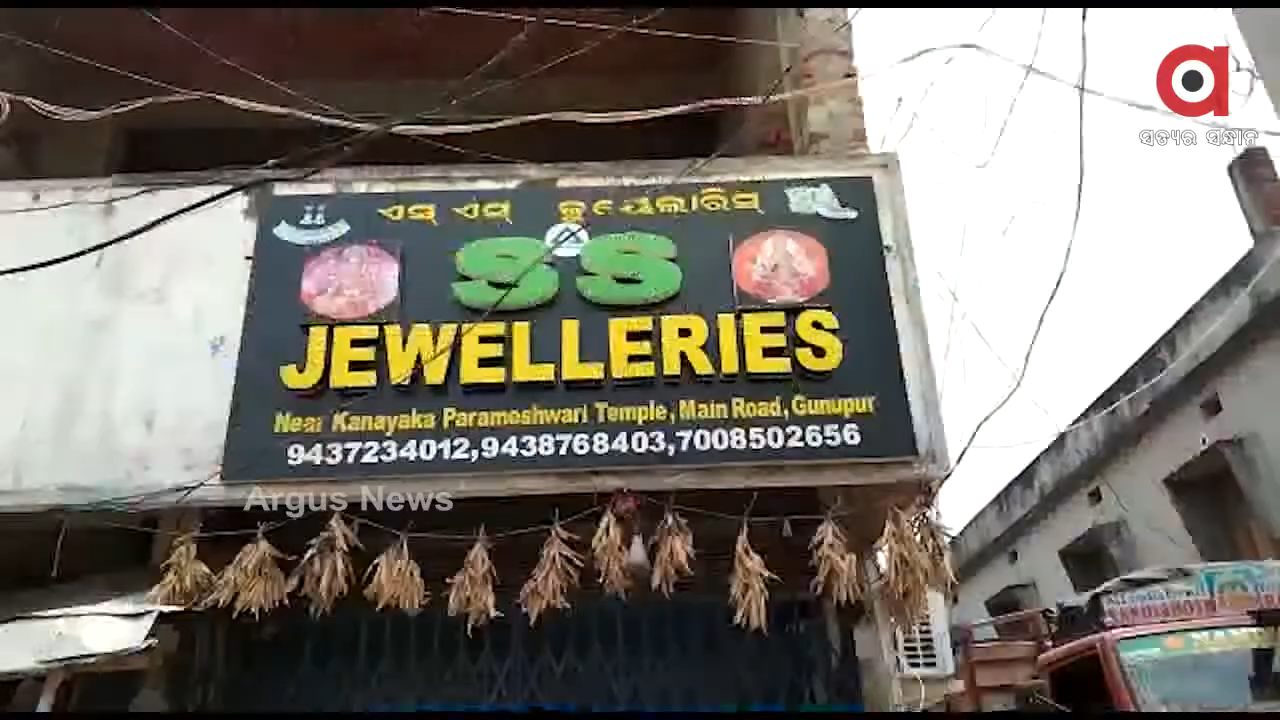 ସତ୍ୟର ସନ୍ଧାନ
ଏସ୍ ଏସ୍ ଜୁୟେଲାରିସ୍
SS
JEWELLERIES
Near Kanayaka Parameshwari Temple, Main Road, Gunupur
9437234012,9438768403,7008502656
Argus News